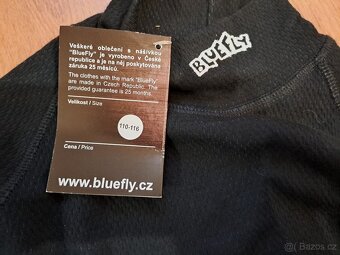 BLUEFLY
Veškeré oblečení s nášivkou
"BlueFly" je vyrobeno v České
republice a je na něj poskytována
záruka 25 měsíců.
The clothes with the mark "BlueFly"
are made in Czech Republic. The
provided guarantee is 25 months.
Velikost / Size
110-116
Cena / Price
www.bluefly.cz
Bazoš.cz